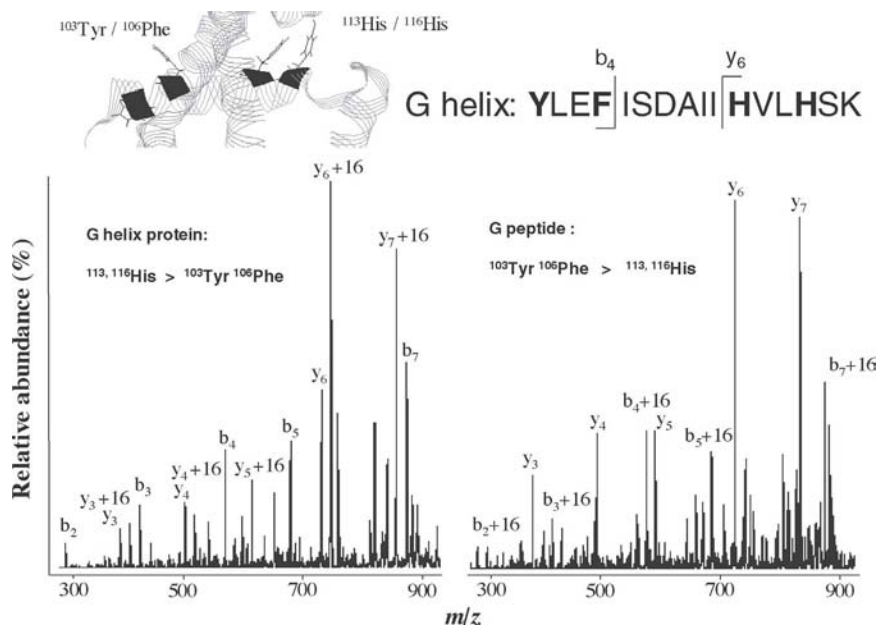 ¹⁰³Tyr / ¹⁰⁶Phe
¹¹³His / ¹¹⁶His
b₄ y₆
G helix: YLEFISDAIIHVLHSK
Relative abundance (%)
G helix protein:
¹¹³, ¹¹⁶His > ¹⁰³Tyr ¹⁰⁶Phe
b₂
y₃+16
y₃
b₃
y₄+16
y₄
b₄
y₅+16
b₅
y₆
y₆+16
y₇+16
b₇
300 500 700 900
G peptide :
¹⁰³Tyr ¹⁰⁶Phe > ¹¹³, ¹¹⁶His
b₂+16
y₃
b₃+16
y₄
b₄+16
y₅
b₅+16
y₆
y₇
b₇+16
300 500 700 900
m/z